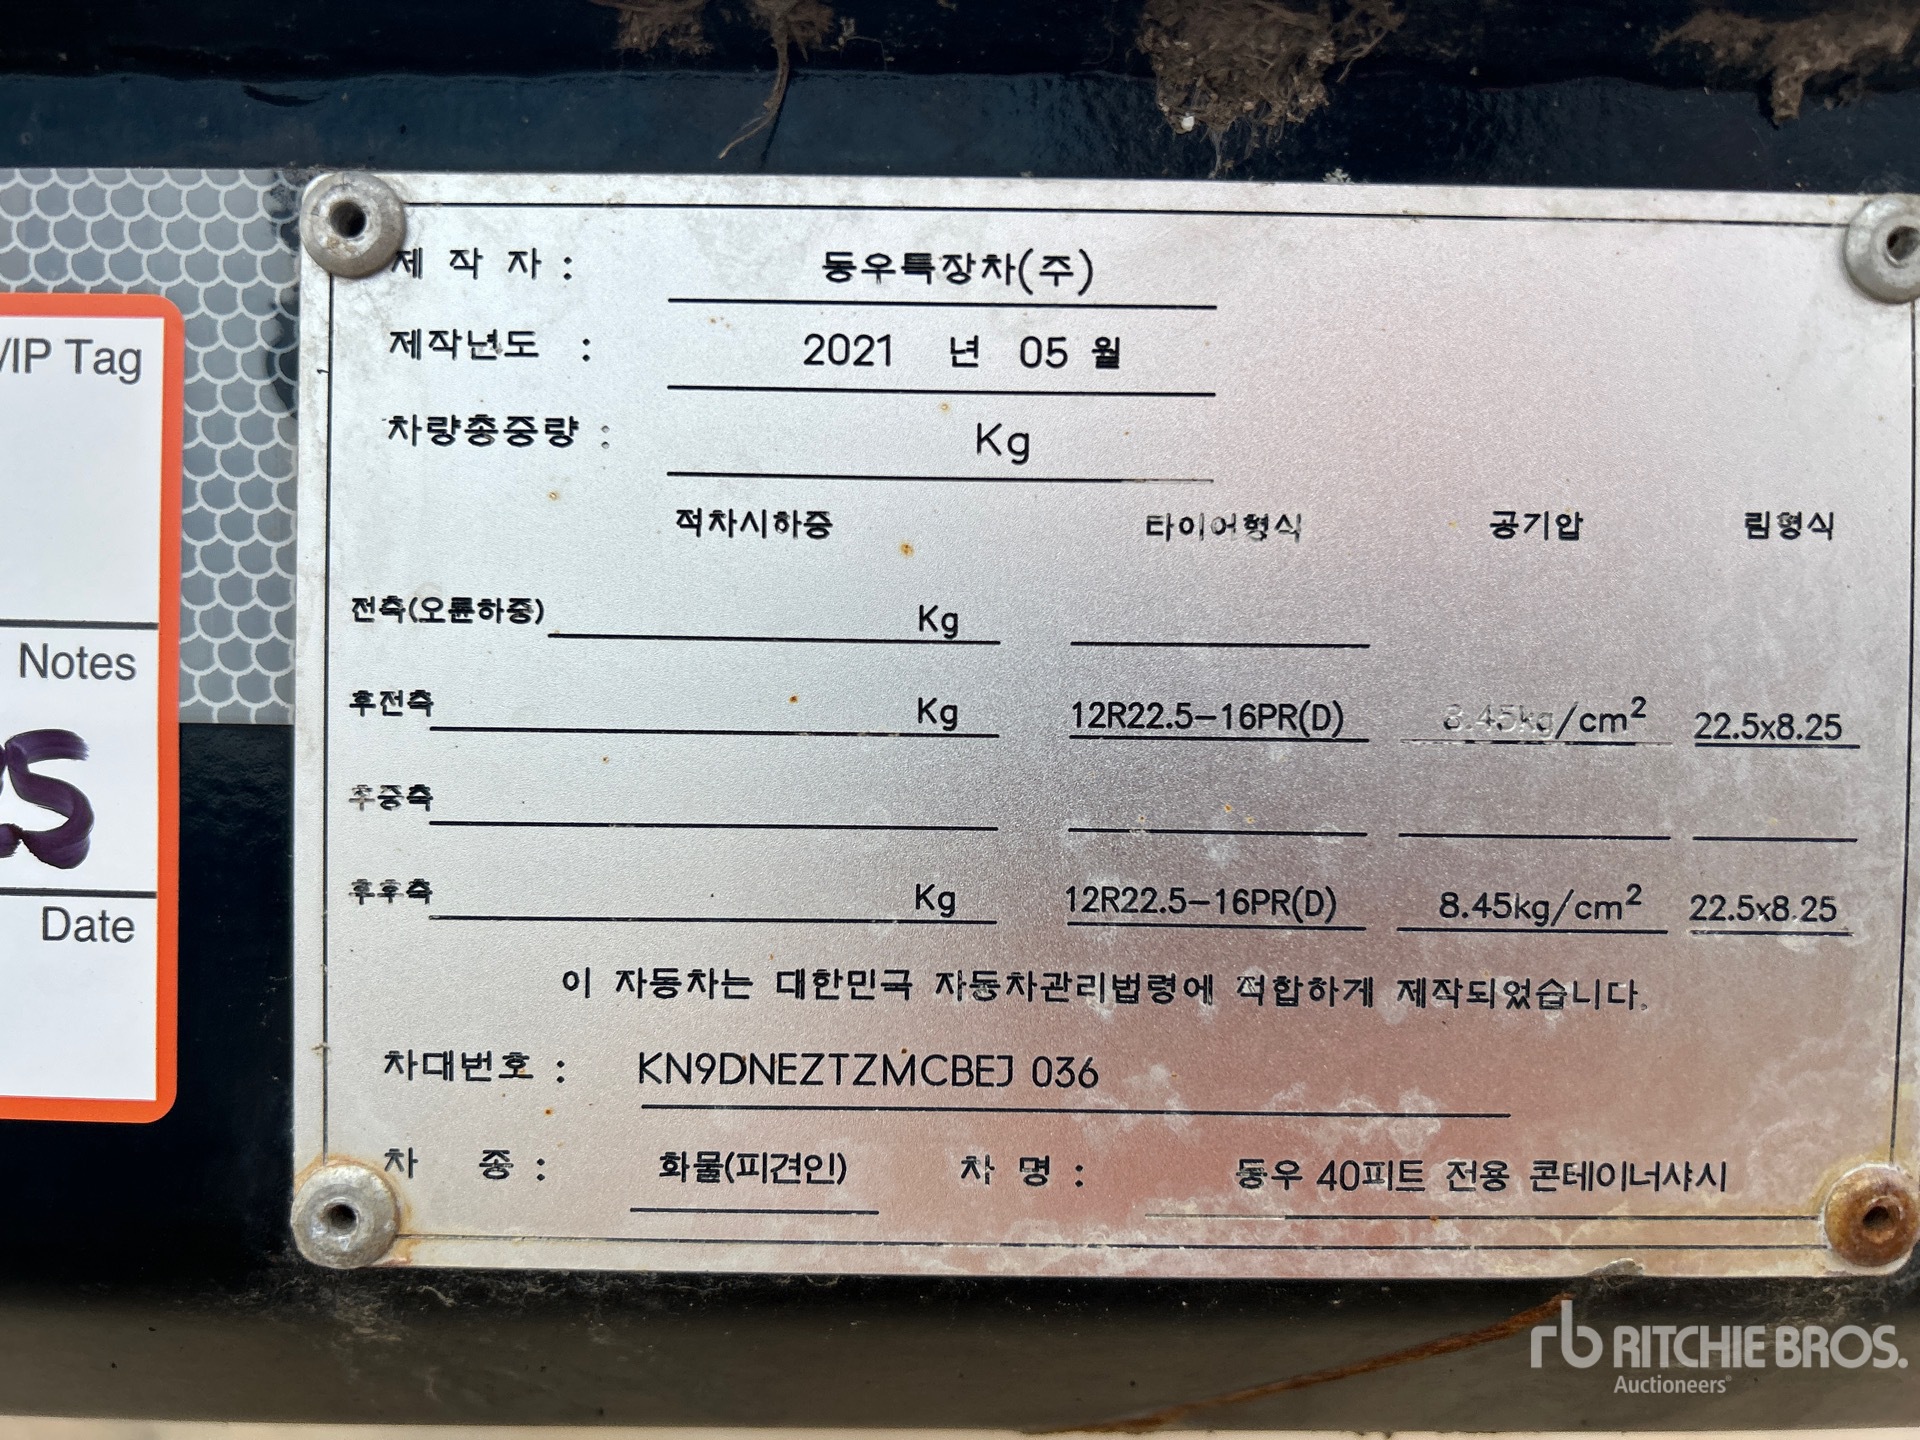 제 작 자 : 동우특장차(주)
제작년도 : 2021 년 05 월
차량총중량 : Kg
적차시하중 타이어형식 공기압 림형식
전축(오륜하중) Kg
후전축 Kg 12R22.5-16PR(D) 8.45kg/cm² 22.5x8.25
후중축
후후축 Kg 12R22.5-16PR(D) 8.45kg/cm² 22.5x8.25
이 자동차는 대한민국 자동차관리법령에 적합하게 제작되었습니다.
차대번호 : KN9DNEZTZMCBEJ 036
차 종 : 화물(피견인) 차 명 : 동우 40피트 전용 콘테이너샤시
Tag
Notes
Date
rb RITCHIE BROS.
Auctioneers